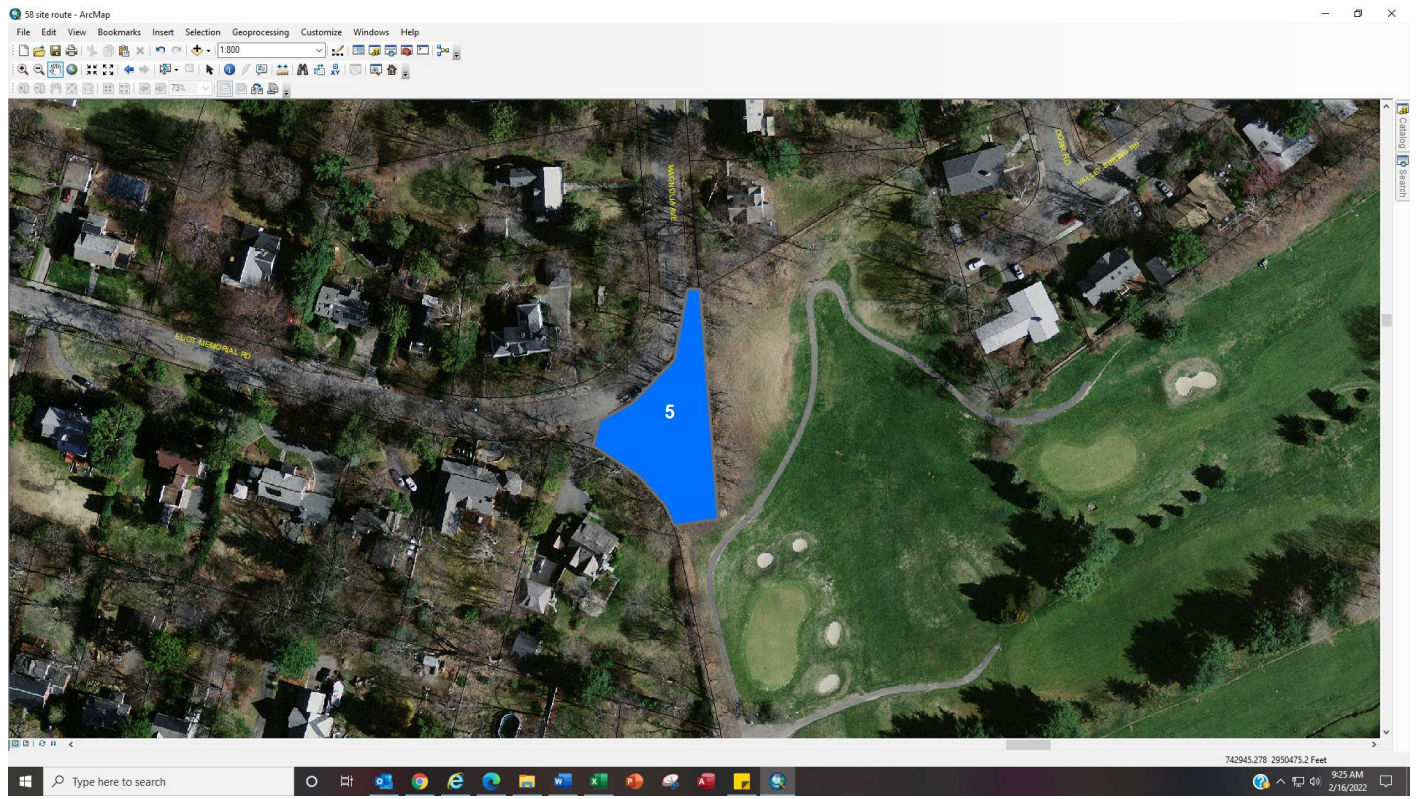 58 site route - ArcMap
File Edit View Bookmarks Insert Selection Geoprocessing Customize Windows Help
1:800
73%
Catalog
Search
MAGNOLIA AVE
DORR RD
VALLEY SPRING RD
ELIOT MEMORIAL RD
5
742945.278 2950475.2 Feet
Type here to search
9:25 AM
2/16/2022